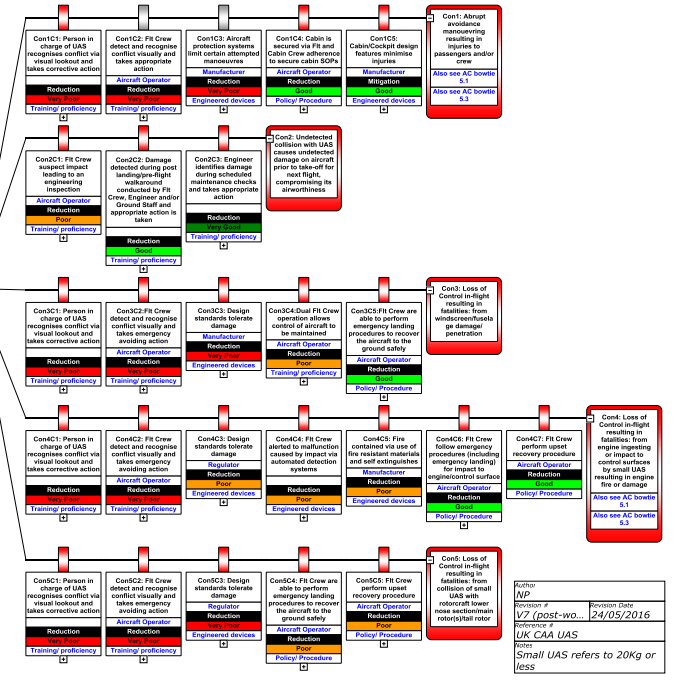 Con1C1: Person in
charge of UAS
recognises conflict via
visual lookout and
takes corrective action
Reduction
Very Poor
Training/ proficiency
Con1C2: Flt Crew
detect and recognise
conflict visually and
takes appropriate
action
Aircraft Operator
Reduction
Very Poor
Training/ proficiency
Con1C3: Aircraft
protection systems
limit certain attempted
manoeuvres
Manufacturer
Reduction
Very Poor
Engineered devices
Con1C4: Cabin is
secured via Flt and
Cabin Crew adherence
to secure cabin SOPs
Aircraft Operator
Reduction
Good
Policy/ Procedure
Con1C5:
Cabin/Cockpit design
features minimise
injuries
Manufacturer
Mitigation
Good
Engineered devices
Con1: Abrupt
avoidance
manouevring
resulting in
injuries to
passengers and/or
crew
Also see AC bowtie
5.1
Also see AC bowtie
5.3
Con2C1: Flt Crew
suspect impact
leading to an
engineering
inspection
Aircraft Operator
Reduction
Poor
Training/ proficiency
Con2C2: Damage
detected during post
landing/pre-flight
walkaround
conducted by Flt
Crew, Engineer and/or
Ground Staff and
appropriate action is
taken
Reduction
Good
Training/ proficiency
Con2C3: Engineer
identifies damage
during scheduled
maintenance checks
and takes appropriate
action
Reduction
Very Good
Training/ proficiency
Con2: Undetected
collision with UAS
causes undetected
damage on aircraft
prior to take-off for
next flight,
compromising its
airworthiness
Con3C1: Person in
charge of UAS
recognises conflict via
visual lookout and
takes corrective action
Reduction
Very Poor
Training/ proficiency
Con3C2:Flt Crew
detect and recognise
conflict visually and
takes emergency
avoiding action
Aircraft Operator
Reduction
Very Poor
Training/ proficiency
Con3C3: Design
standards tolerate
damage
Manufacturer
Reduction
Very Poor
Engineered devices
Con3C4:Dual Flt Crew
operation allows
control of aircraft to
be maintained
Aircraft Operator
Reduction
Poor
Training/ proficiency
Con3C5:Flt Crew are
able to perform
emergency landing
procedures to recover
the aircraft to the
ground safely
Aircraft Operator
Reduction
Good
Policy/ Procedure
Con3: Loss of
Control in-flight
resulting in
fatalities: from
windscreen/fusela
ge damage/
penetration
Con4C1: Person in
charge of UAS
recognises conflict via
visual lookout and
takes corrective action
Reduction
Very Poor
Training/ proficiency
Con4C2: Flt Crew
detect and recognise
conflict visually and
takes emergency
avoiding action
Aircraft Operator
Reduction
Very Poor
Training/ proficiency
Con4C3: Design
standards tolerate
damage
Regulator
Reduction
Poor
Engineered devices
Con4C4: Flt Crew
alerted to malfunction
caused by impact via
automated detection
systems
Reduction
Poor
Engineered devices
Con4C5: Fire
contained via use of
fire resistant materials
and self extinguishes
Manufacturer
Reduction
Poor
Engineered devices
Con4C6: Flt Crew
follow emergency
procedures (including
emergency landing)
for impact to
engine/control surface
Aircraft Operator
Reduction
Good
Policy/ Procedure
Con4C7: Flt Crew
perform upset
recovery procedure
Aircraft Operator
Reduction
Good
Policy/ Procedure
Con4: Loss of
Control in-flight
resulting in
fatalities: from
engine ingesting
or impact to
control surfaces
by small UAS
resulting in engine
fire or damage
Also see AC bowtie
5.1
Also see AC bowtie
5.3
Con5C1: Person in
charge of UAS
recognises conflict via
visual lookout and
takes corrective action
Reduction
Very Poor
Training/ proficiency
Con5C2: Flt Crew
detect and recognise
conflict visually and
takes emergency
avoiding action
Aircraft Operator
Reduction
Very Poor
Training/ proficiency
Con5C3: Design
standards tolerate
damage
Regulator
Reduction
Very Poor
Engineered devices
Con5C4: Flt Crew are
able to perform
emergency landing
procedures to recover
the aircraft to the
ground safely
Aircraft Operator
Reduction
Poor
Policy/ Procedure
Con5C5: Flt Crew
perform upset
recovery procedure
Aircraft Operator
Reduction
Poor
Policy/ Procedure
Con5: Loss of
Control in-flight
resulting in
fatalities: from
collision of small
UAS with
rotorcraft lower
nose section/main
rotor(s)/tail rotor
Author
NP
Revision #
V7 (post-wo...
Revision Date
24/05/2016
Reference #
UK CAA UAS
Notes
Small UAS refers to 20Kg or
less